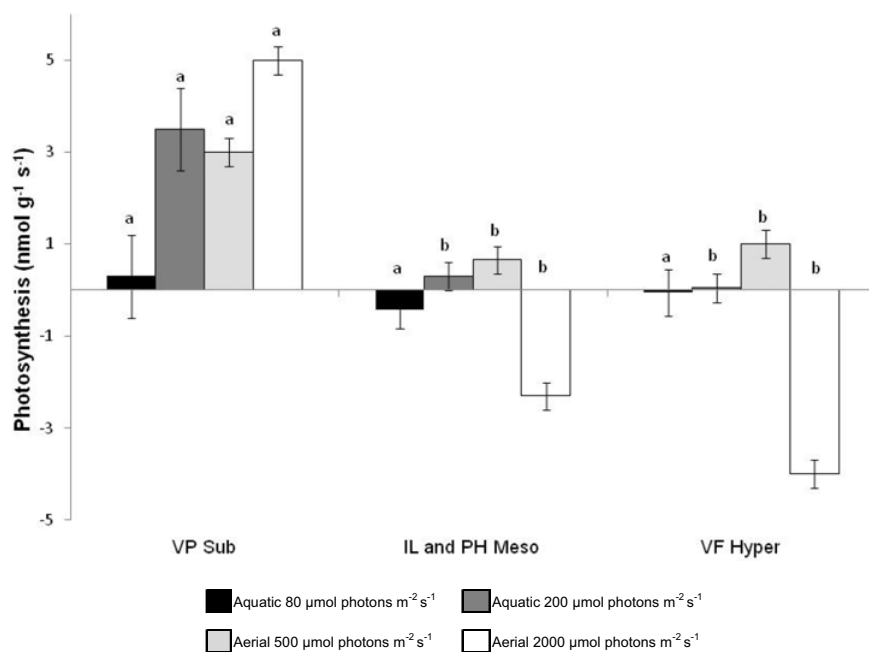 Photosynthesis (nmol g⁻¹ s⁻¹)
5
3
1
-1
-3
-5
a
a
a
a
a
b
b
b
a
b
b
b
VP Sub
IL and PH Meso
VF Hyper
Aquatic 80 µmol photons m⁻² s⁻¹
Aquatic 200 µmol photons m⁻² s⁻¹
Aerial 500 µmol photons m⁻² s⁻¹
Aerial 2000 µmol photons m⁻² s⁻¹